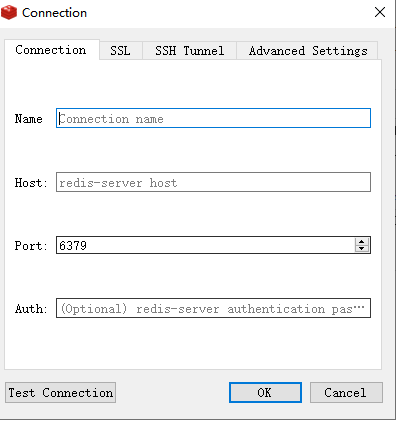 Connection
Connection SSL SSH Tunnel Advanced Settings
Name Connection name
Host: redis-server host
Port: 6379
Auth: (Optional) redis-server authentication pas…
Test Connection OK Cancel